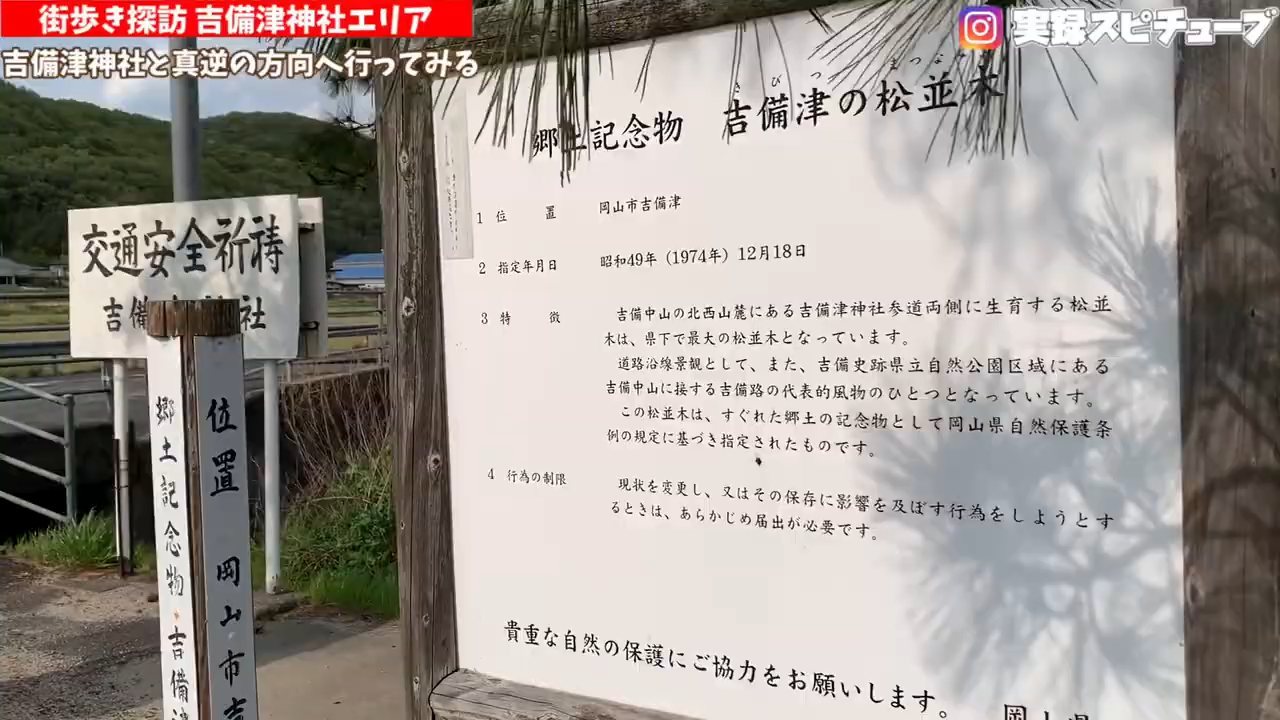 街歩き探訪 吉備津神社エリア
吉備津神社と真逆の方向へ行ってみる
実録スピチューブ
郷土記念物 吉備津の松並木
きびつ まつなみ
1 位置 岡山市吉備津
2 指定年月日 昭和49年(1974年)12月18日
3 特徴 吉備中山の北西山麓にある吉備津神社参道両側に生育する松並
木は、県下で最大の松並木となっています。
道路沿線景観として、また、吉備史跡県立自然公園区域にある
吉備中山に接する吉備路の代表的風物のひとつとなっています。
この松並木は、すぐれた郷土の記念物として岡山県自然保護条
例の規定に基づき指定されたものです。
4 行為の制限 現状を変更し、又はその保存に影響を及ぼす行為をしようとす
るときは、あらかじめ届出が必要です。
貴重な自然の保護にご協力をお願いします。
岡山県
交通安全祈祷
吉備
社
郷土記念物・吉備津
位置 岡山市吉